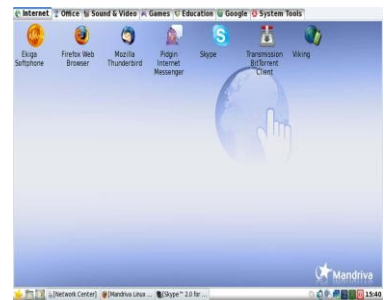 Internet Office Sound & Video Games Education Google System Tools
Ekiga Softphone
Firefox Web Browser
Mozilla Thunderbird
Pidgin Internet Messenger
Skype
Transmission BitTorrent Client
Viking
Mandriva
[Network Center] [Mandriva Linux ... [Skype™ 2.0 for ... 15:40